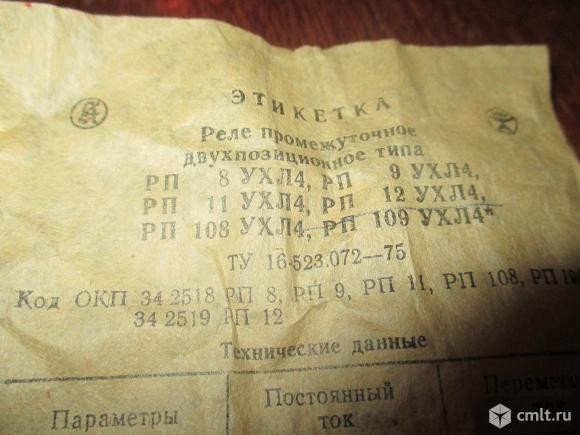 ЭТИКЕТКА
Реле промежуточное
двухпозиционное типа
РП 8 УХЛ4, РП 9 УХЛ4,
РП 11 УХЛ4, РП 12 УХЛ4,
РП 108 УХЛ4, РП 109 УХЛ4*
ТУ 16-523.072—75
Код ОКП 34 2518 РП 8, РП 9, РП 11, РП 108, РП
34 2519 РП 12
Технические данные
Параметры
Постоянный
ток
cmlt.ru